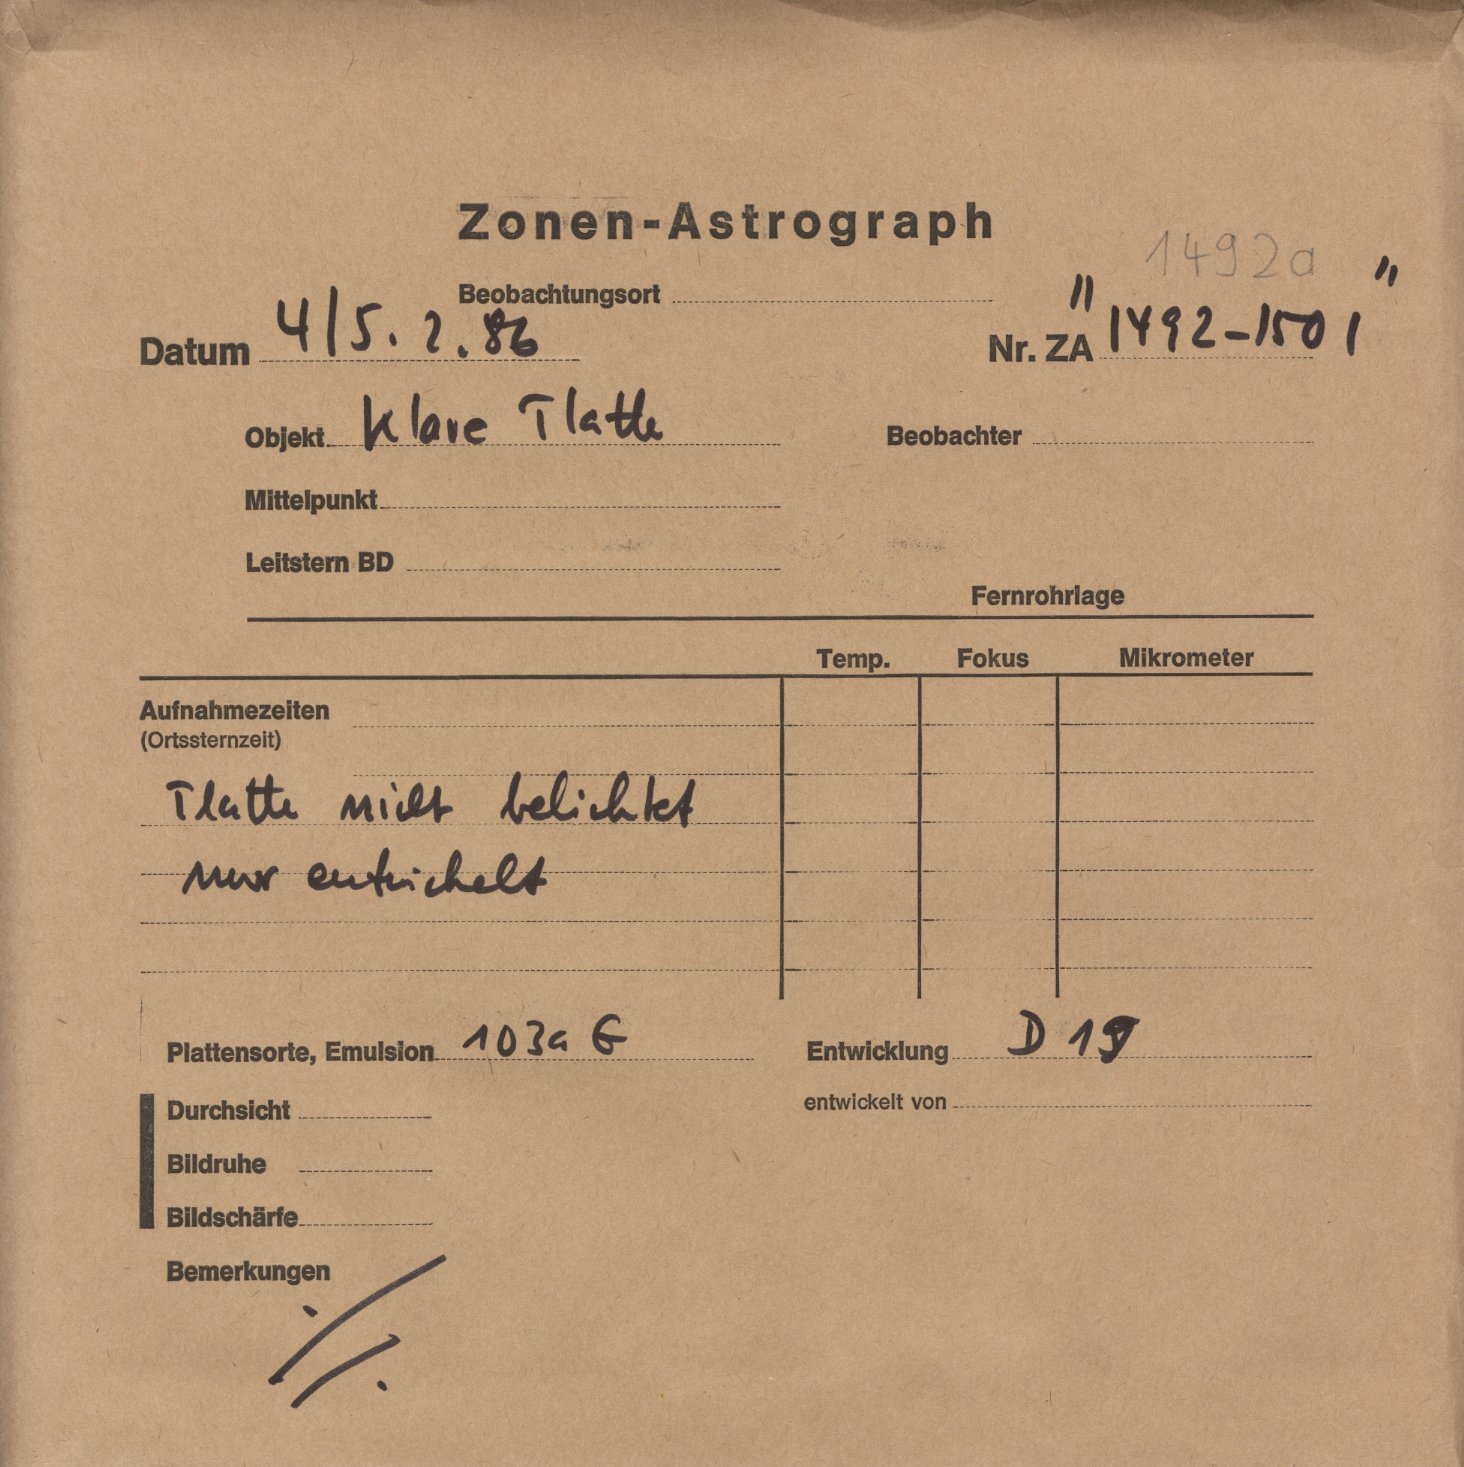 Zonen-Astrograph
1492a
Beobachtungsort
Datum 4/5. 2. 86
Nr. ZA "1492-1501"
Objekt Klare Platte
Beobachter
Mittelpunkt
Leitstern BD
Fernrohrlage
Temp. Fokus Mikrometer
Aufnahmezeiten
(Ortssternzeit)
Platte nicht belichtet
nur entwickelt
Plattensorte, Emulsion 103a G
Entwicklung D 19
Durchsicht
entwickelt von
Bildruhe
Bildschärfe
Bemerkungen